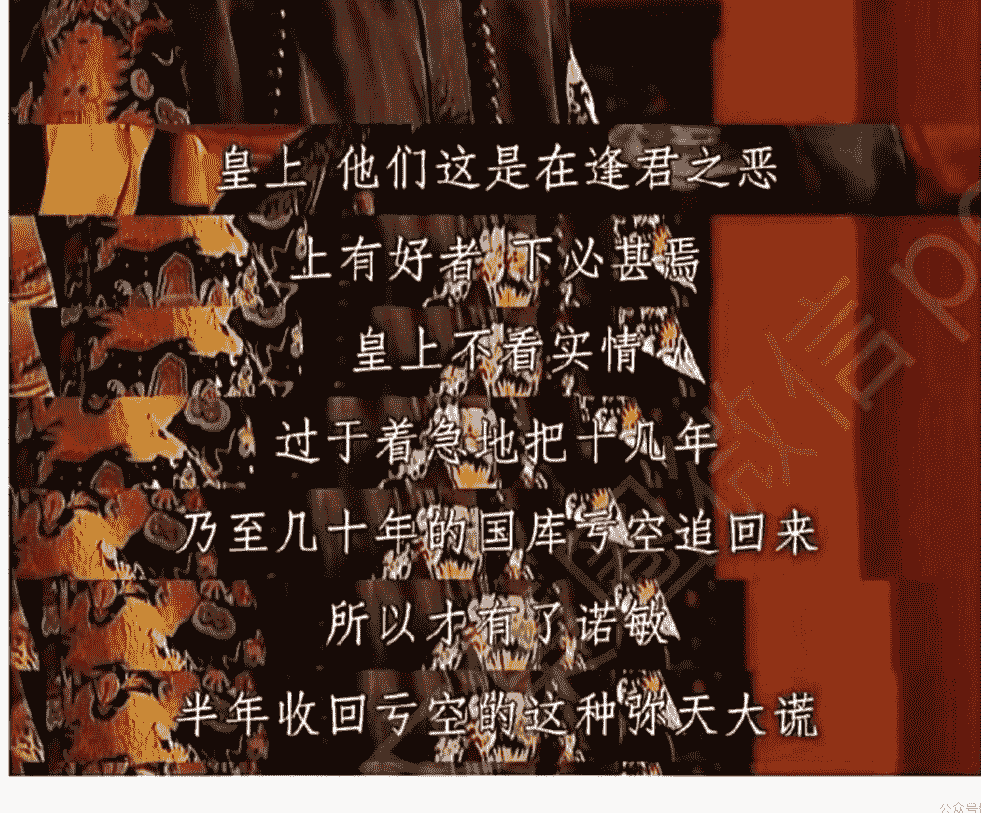 皇上 他们这是在逢君之恶
上有好者 下必甚焉
皇上不看实情
过于着急地把十几年
乃至几十年的国库亏空追回来
所以才有了诺敏
半年收回亏空的这种弥天大谎
公众号